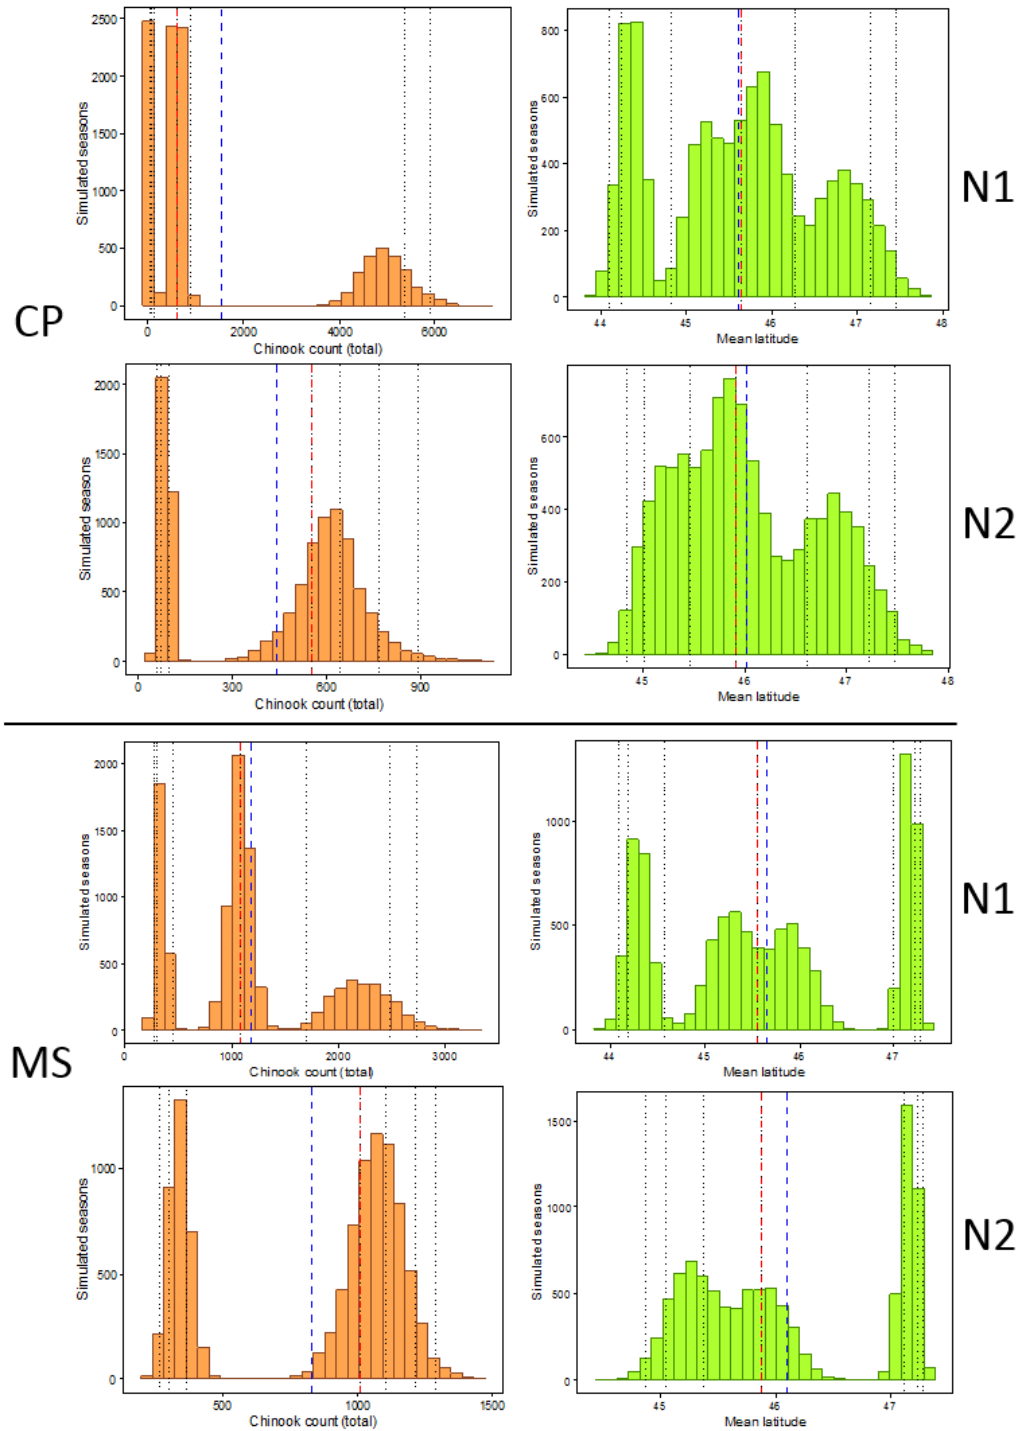 2500
2000
1500
1000
500
0
Simulated seasons
0 2000 4000 6000
Chinook count (total)
800
600
400
200
0
Simulated seasons
44 45 46 47 48
Mean latitude
N1
CP
2000
1500
1000
500
0
Simulated seasons
0 300 600 900
Chinook count (total)
600
400
200
0
Simulated seasons
45 46 47 48
Mean latitude
N2
2000
1500
1000
500
0
Simulated seasons
0 1000 2000 3000
Chinook count (total)
1000
500
0
Simulated seasons
44 45 46 47
Mean latitude
N1
MS
1000
500
0
Simulated seasons
500 1000 1500
Chinook count (total)
1500
1000
500
0
Simulated seasons
45 46 47
Mean latitude
N2